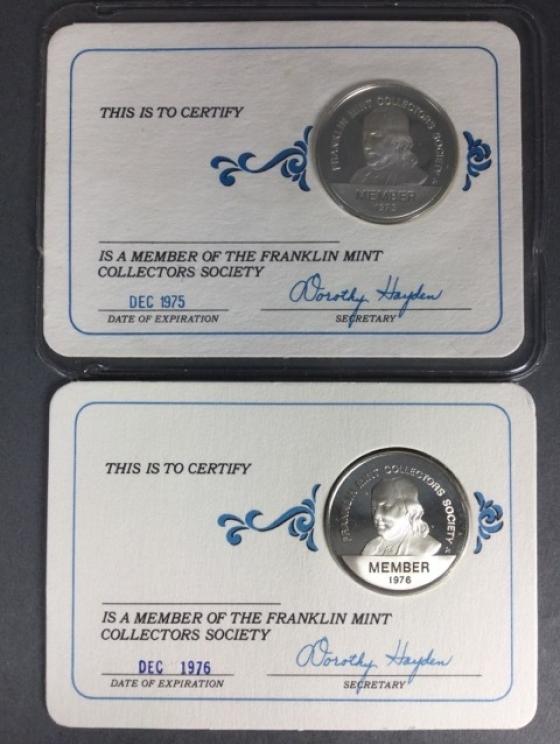 THIS IS TO CERTIFY
FRANKLIN MINT COLLECTORS SOCIETY
MEMBER
1975
IS A MEMBER OF THE FRANKLIN MINT
COLLECTORS SOCIETY
DEC 1975
Dorothy Hayden
DATE OF EXPIRATION
SECRETARY
THIS IS TO CERTIFY
FRANKLIN MINT COLLECTORS SOCIETY
MEMBER
1976
IS A MEMBER OF THE FRANKLIN MINT
COLLECTORS SOCIETY
DEC 1976
Dorothy Hayden
DATE OF EXPIRATION
SECRETARY